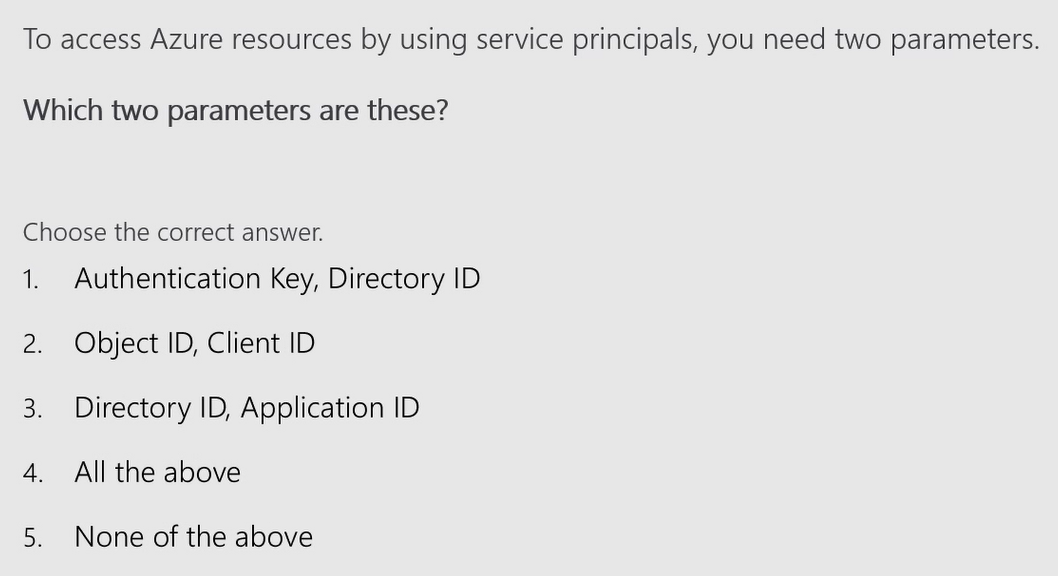 To access Azure resources by using service principals, you need two parameters.
Which two parameters are these?
Choose the correct answer.
1. Authentication Key, Directory ID
2. Object ID, Client ID
3. Directory ID, Application ID
4. All the above
5. None of the above